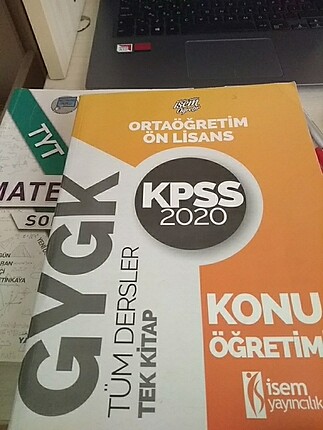 isem
ORTAÖĞRETİM
ÖN LİSANS
KPSS
2020
GYGK
TÜM DERSLER
TEK KİTAP
KONU
ÖĞRETİM
isem
yayıncılık
TYT
MATE
SO